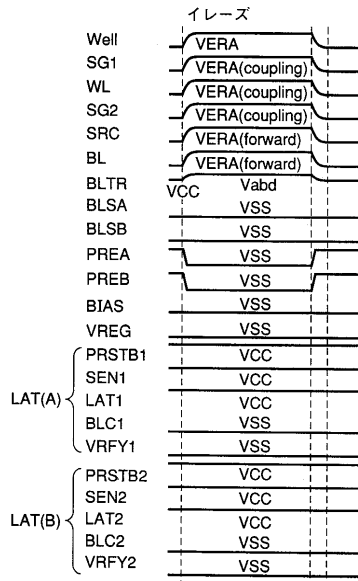 イレーズ
Well VERA
SG1 VERA(coupling)
WL VERA(coupling)
SG2 VERA(coupling)
SRC VERA(forward)
BL VERA(forward)
BLTR VCC Vabd
BLSA VSS
BLSB VSS
PREA VSS
PREB VSS
BIAS VSS
VREG VSS
PRSTB1 VCC
SEN1 VCC
LAT(A) LAT1 VCC
BLC1 VSS
VRFY1 VSS
PRSTB2 VCC
SEN2 VCC
LAT(B) LAT2 VCC
BLC2 VSS
VRFY2 VSS